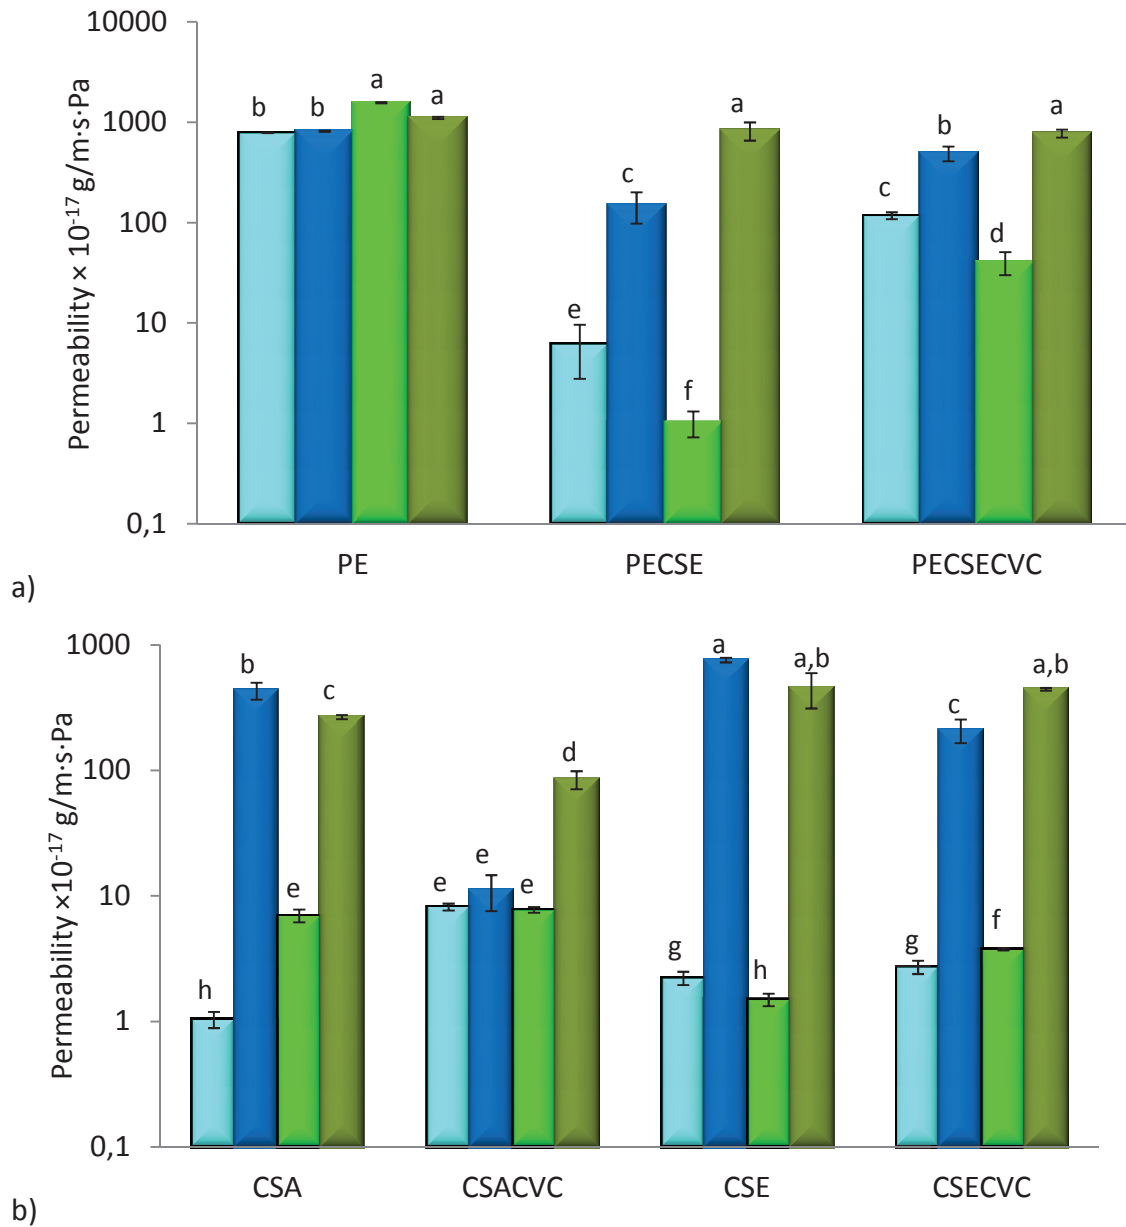 Permeability × 10⁻¹⁷ g/m·s·Pa
10000
1000
100
10
1
0,1
b b a a
e c f a
c b d a
PE PECSE PECSECVC
a)
Permeability ×10⁻¹⁷ g/m·s·Pa
1000
100
10
1
0,1
h b e c
e e e d
g a h a,b
g c f a,b
CSA CSACVC CSE CSECVC
b)